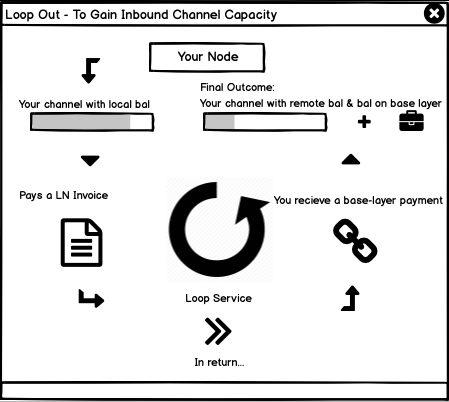 Loop Out - To Gain Inbound Channel Capacity
Your Node
Final Outcome:
Your channel with local bal
Your channel with remote bal & bal on base layer
Pays a LN Invoice
You recieve a base-layer payment
Loop Service
In return...